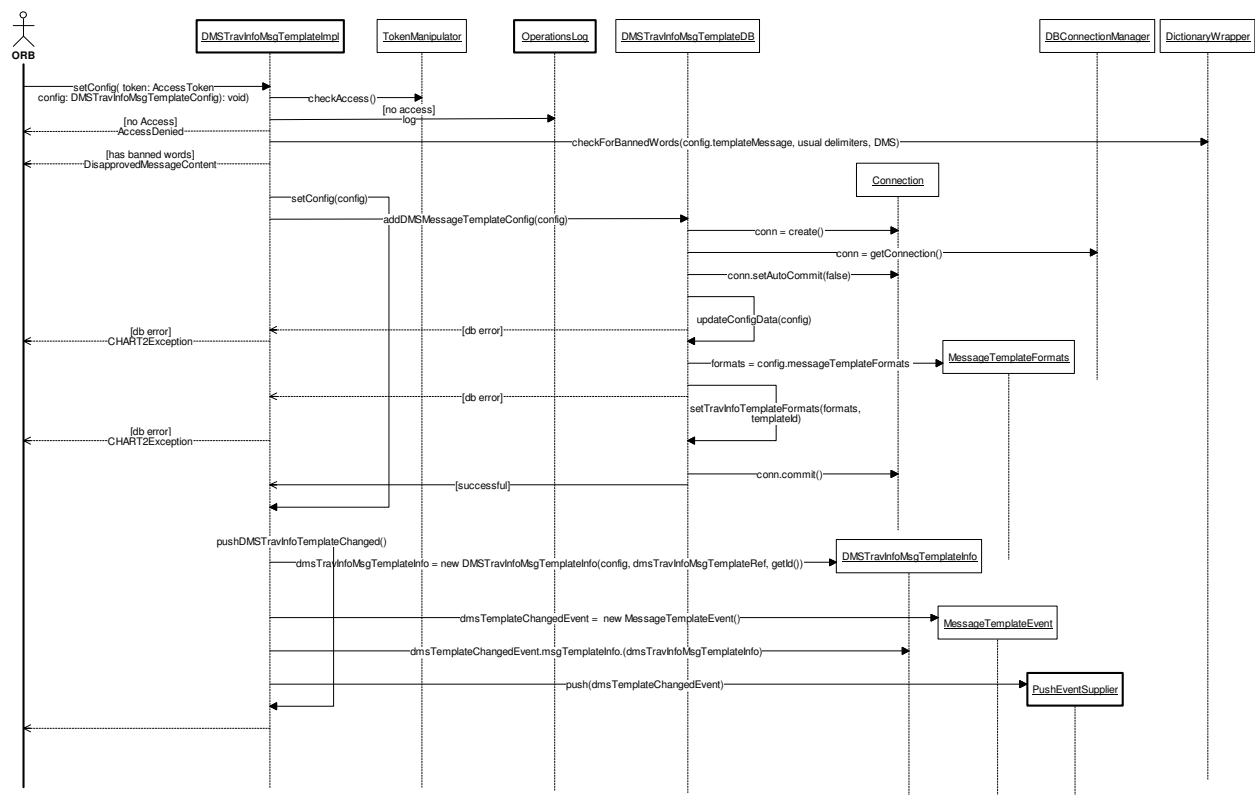 ORB
DMSTravInfoMsgTemplateImpl
TokenManipulator
OperationsLog
DMSTravInfoMsgTemplateDB
DBConnectionManager
DictionaryWrapper
setConfig( token: AccessToken
config: DMSTravInfoMsgTemplateConfig): void)
checkAccess()
[no access]
log
[no Access]
AccessDenied
checkForBannedWords(config.templateMessage, usual delimiters, DMS)
[has banned words]
DisapprovedMessageContent
Connection
setConfig(config)
addDMSMessageTemplateConfig(config)
conn = create()
conn = getConnection()
conn.setAutoCommit(false)
updateConfigData(config)
[db error]
[db error]
CHART2Exception
formats = config.messageTemplateFormats
MessageTemplateFormats
[db error]
setTravInfoTemplateFormats(formats,
templateId)
[db error]
CHART2Exception
conn.commit()
[successful]
pushDMSTravInfoTemplateChanged()
dmsTravInfoMsgTemplateInfo = new DMSTravInfoMsgTemplateInfo(config, dmsTravInfoMsgTemplateRef, getId())
DMSTravInfoMsgTemplateInfo
dmsTemplateChangedEvent =  new MessageTemplateEvent()
MessageTemplateEvent
dmsTemplateChangedEvent.msgTemplateInfo.(dmsTravInfoMsgTemplateInfo)
push(dmsTemplateChangedEvent)
PushEventSupplier